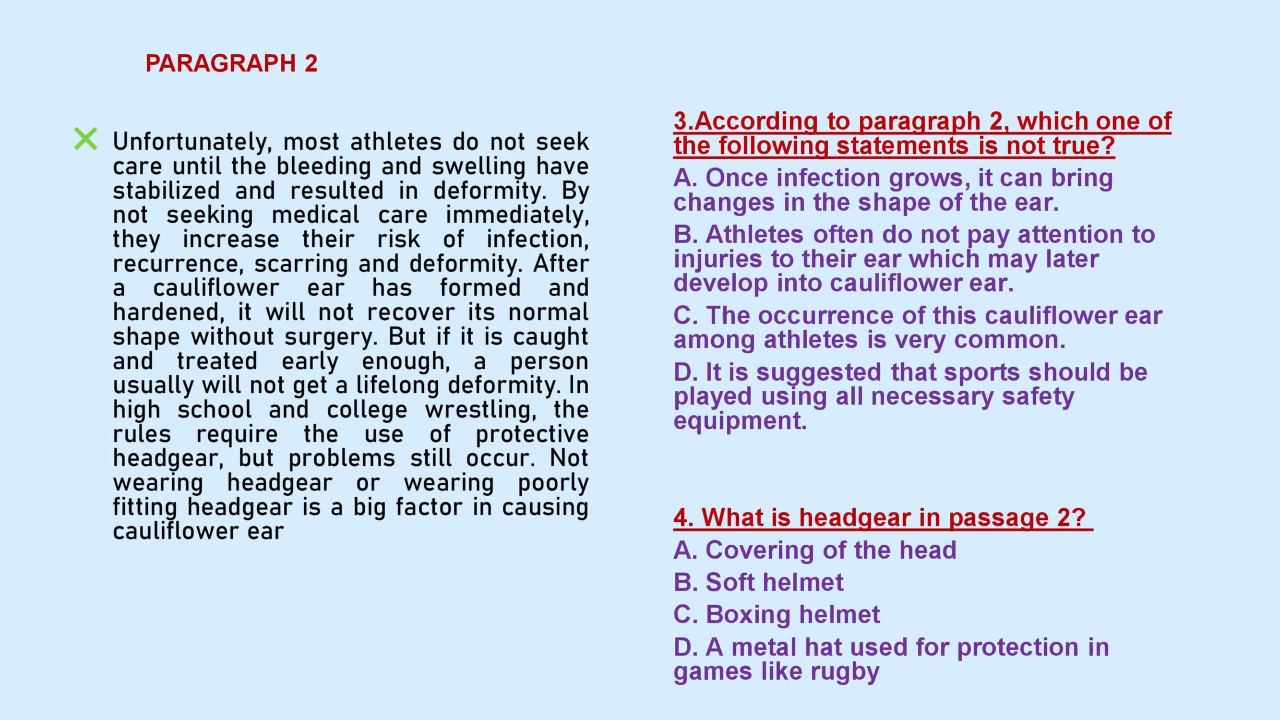 PARAGRAPH 2
Unfortunately, most athletes do not seek
care until the bleeding and swelling have
stabilized and resulted in deformity. By
not seeking medical care immediately,
they increase their risk of infection,
recurrence, scarring and deformity. After
a cauliflower ear has formed and
hardened, it will not recover its normal
shape without surgery. But if it is caught
and treated early enough, a person
usually will not get a lifelong deformity. In
high school and college wrestling, the
rules require the use of protective
headgear, but problems still occur. Not
wearing headgear or wearing poorly
fitting headgear is a big factor in causing
cauliflower ear
3.According to paragraph 2, which one of
the following statements is not true?
A. Once infection grows, it can bring
changes in the shape of the ear.
B. Athletes often do not pay attention to
injuries to their ear which may later
develop into cauliflower ear.
C. The occurrence of this cauliflower ear
among athletes is very common.
D. It is suggested that sports should be
played using all necessary safety
equipment.
4. What is headgear in passage 2?
A. Covering of the head
B. Soft helmet
C. Boxing helmet
D. A metal hat used for protection in
games like rugby